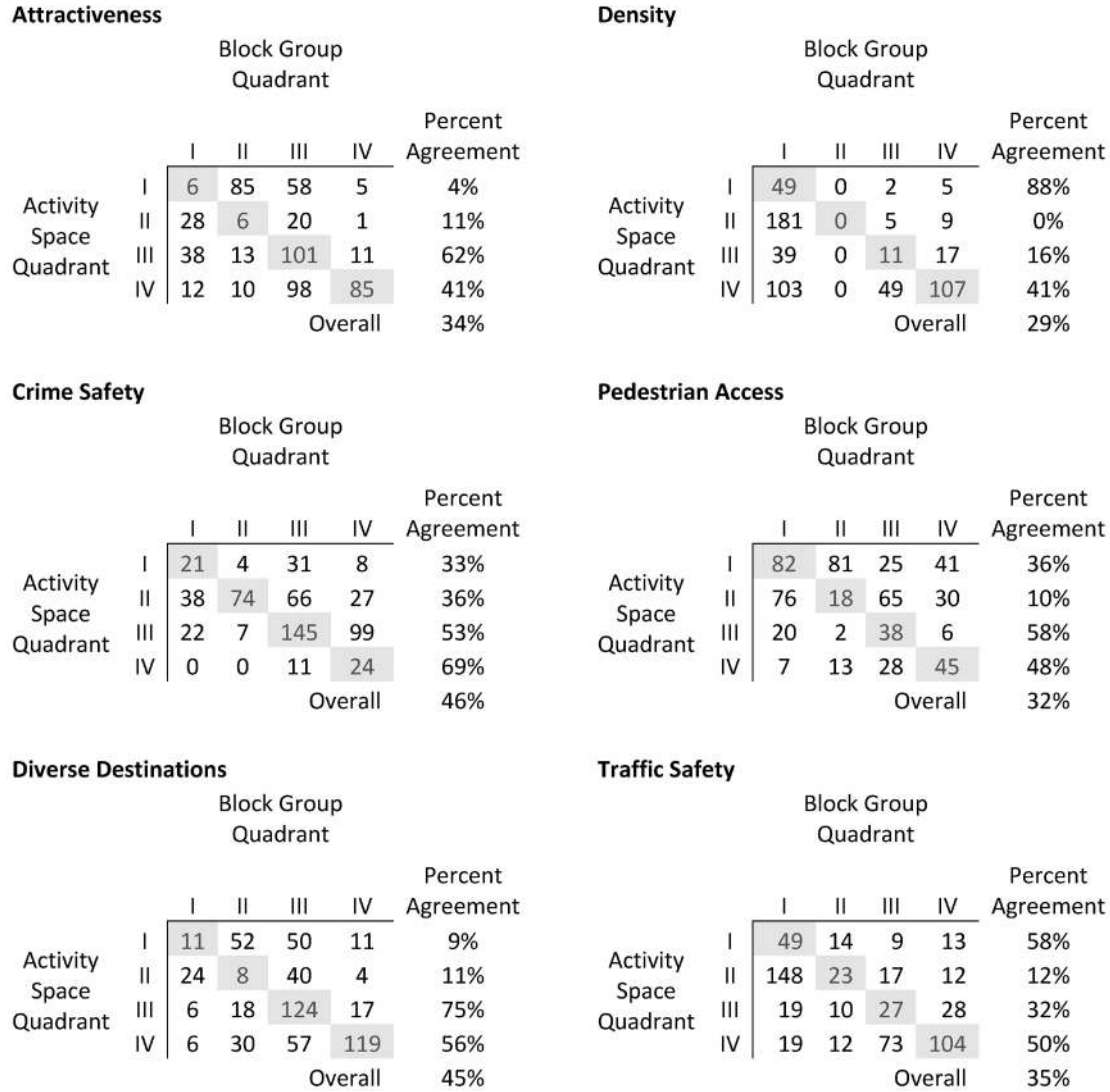 Attractiveness
Block Group
Quadrant
Percent
I II III IV Agreement
Activity
Space
Quadrant
I 6 85 58 5 4%
II 28 6 20 1 11%
III 38 13 101 11 62%
IV 12 10 98 85 41%
Overall 34%
Density
Block Group
Quadrant
Percent
I II III IV Agreement
Activity
Space
Quadrant
I 49 0 2 5 88%
II 181 0 5 9 0%
III 39 0 11 17 16%
IV 103 0 49 107 41%
Overall 29%
Crime Safety
Block Group
Quadrant
Percent
I II III IV Agreement
Activity
Space
Quadrant
I 21 4 31 8 33%
II 38 74 66 27 36%
III 22 7 145 99 53%
IV 0 0 11 24 69%
Overall 46%
Pedestrian Access
Block Group
Quadrant
Percent
I II III IV Agreement
Activity
Space
Quadrant
I 82 81 25 41 36%
II 76 18 65 30 10%
III 20 2 38 6 58%
IV 7 13 28 45 48%
Overall 32%
Diverse Destinations
Block Group
Quadrant
Percent
I II III IV Agreement
Activity
Space
Quadrant
I 11 52 50 11 9%
II 24 8 40 4 11%
III 6 18 124 17 75%
IV 6 30 57 119 56%
Overall 45%
Traffic Safety
Block Group
Quadrant
Percent
I II III IV Agreement
Activity
Space
Quadrant
I 49 14 9 13 58%
II 148 23 17 12 12%
III 19 10 27 28 32%
IV 19 12 73 104 50%
Overall 35%